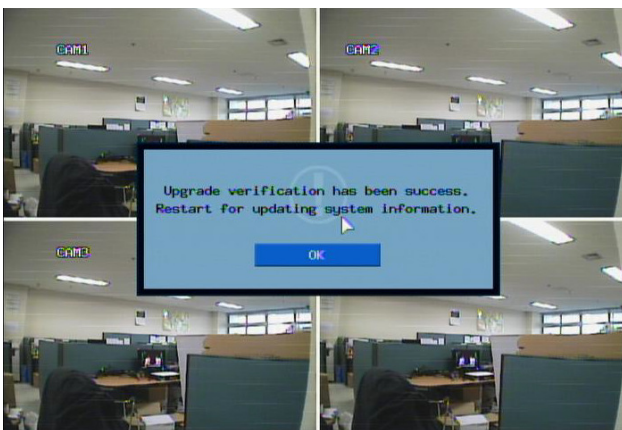 CAM1
CAM2
Upgrade verification has been success.
Restart for updating system information.
OK
CAM3